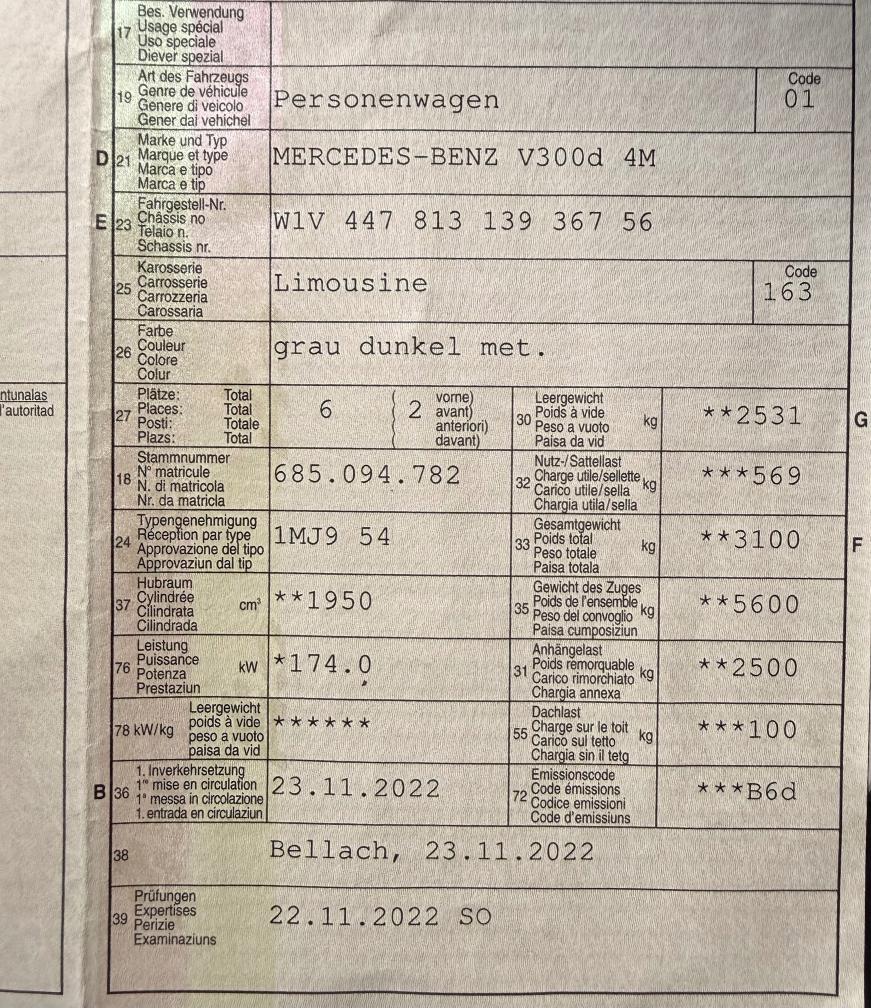 17 Bes. Verwendung
Usage spécial
Uso speciale
Diever spezial
19 Art des Fahrzeugs
Genre de véhicule
Genere di veicolo
Gener dal vehichel
Personenwagen
Code
01
D 21 Marke und Typ
Marque et type
Marca e tipo
Marca e tip
MERCEDES-BENZ V300d 4M
E 23 Fahrgestell-Nr.
Châssis no
Telaio n.
Schassis nr.
W1V 447 813 139 367 56
25 Karosserie
Carrosserie
Carrozzeria
Carossaria
Limousine
Code
163
26 Farbe
Couleur
Colore
Colur
grau dunkel met.
ntunalas
l'autoritad
27 Plätze: Total
Places: Total
Posti: Totale
Plazs: Total
6 ( 2 vorne)
( avant)
( anteriori)
( davant)
30 Leergewicht
Poids à vide
Peso a vuoto
Paisa da vid
kg
**2531
G
18 Stammnummer
N° matricule
N. di matricola
Nr. da matricla
685.094.782
32 Nutz-/Sattellast
Charge utile/sellette
Carico utile/sella
Chargia utila/sella
kg
***569
24 Typengenehmigung
Réception par type
Approvazione del tipo
Approvaziun dal tip
1MJ9 54
33 Gesamtgewicht
Poids total
Peso totale
Paisa totala
kg
**3100
F
37 Hubraum
Cylindrée
Cilindrata
Cilindrada
cm³
**1950
35 Gewicht des Zuges
Poids de l'ensemble
Peso del convoglio
Paisa cumposiziun
kg
**5600
76 Leistung
Puissance
Potenza
Prestaziun
kW
*174.0
31 Anhängelast
Poids remorquable
Carico rimorchiato
Chargia annexa
kg
**2500
78 kW/kg
Leergewicht
poids à vide
peso a vuoto
paisa da vid
******
55 Dachlast
Charge sur le toit
Carico sul tetto
Chargia sin il tetg
kg
***100
B 36 1. Inverkehrsetzung
1re mise en circulation
1a messa in circolazione
1. entrada en circulaziun
23.11.2022
72 Emissionscode
Code émissions
Codice emissioni
Code d'emissiuns
***B6d
38
Bellach, 23.11.2022
39 Prüfungen
Expertises
Perizie
Examinaziuns
22.11.2022 SO